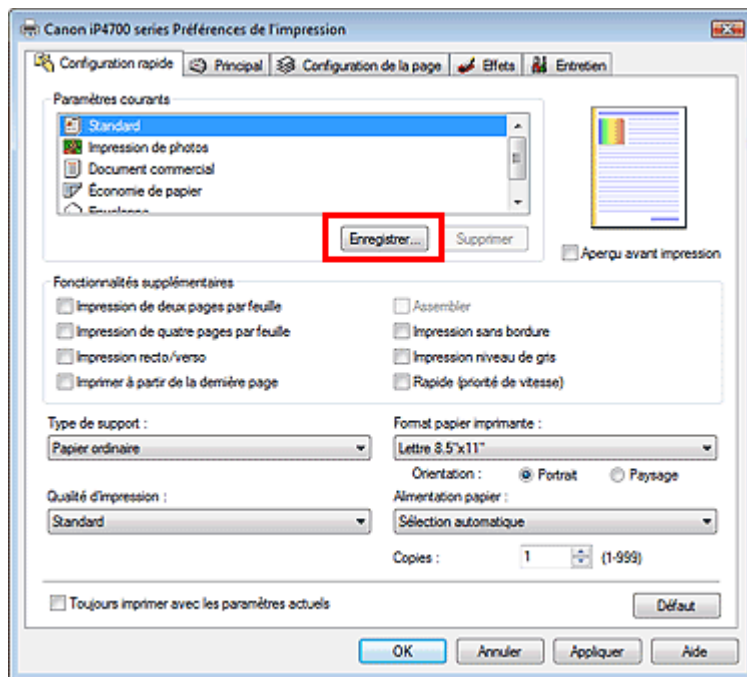 Canon iP4700 series Préférences de l'impression
Configuration rapide Principal Configuration de la page Effets Entretien
Paramètres courants
Standard
Impression de photos
Document commercial
Économie de papier
Enregistrer... Supprimer
Aperçu avant impression
Fonctionnalités supplémentaires
Impression de deux pages par feuille Assembler
Impression de quatre pages par feuille Impression sans bordure
Impression recto/verso Impression niveau de gris
Imprimer à partir de la dernière page Rapide (priorité de vitesse)
Type de support : Format papier imprimante :
Papier ordinaire Lettre 8.5"x11"
Orientation : Portrait Paysage
Qualité d'impression : Alimentation papier :
Standard Sélection automatique
Copies : 1 (1-999)
Toujours imprimer avec les paramètres actuels Défaut
OK Annuler Appliquer Aide